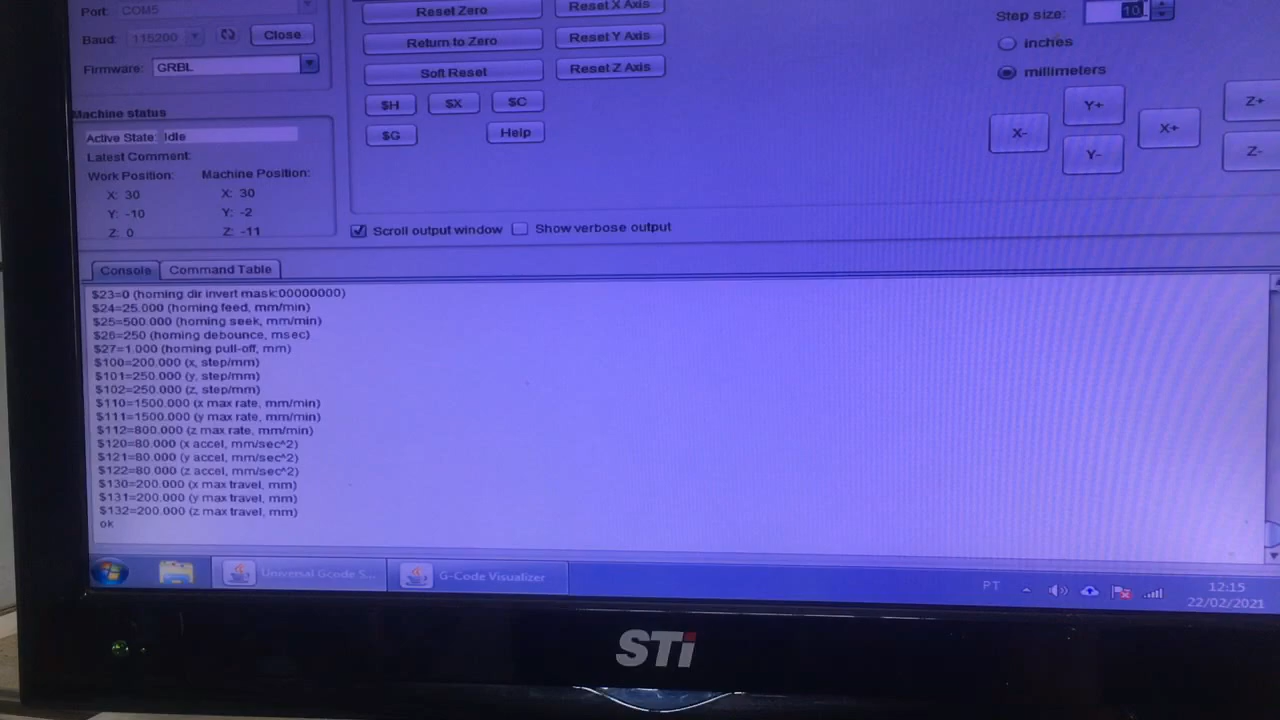 Port: COM5
Baud: 115200 Close
Firmware: GRBL
Reset Zero
Reset X Axis
Return to Zero
Reset Y Axis
Soft Reset
Reset Z Axis
$H $X $C
$G Help
Step size: 10
inches
millimeters
X- Y+ Y- X+ Z+ Z-
Machine status
Active State: Idle
Latest Comment:
Work Position: Machine Position:
X: 30 X: 30
Y: -10 Y: -2
Z: 0 Z: -11
Scroll output window Show verbose output
Console Command Table
$23=0 (homing dir invert mask:00000000)
$24=25.000 (homing feed, mm/min)
$25=500.000 (homing seek, mm/min)
$26=250 (homing debounce, msec)
$27=1.000 (homing pull-off, mm)
$100=200.000 (x, step/mm)
$101=250.000 (y, step/mm)
$102=250.000 (z, step/mm)
$110=1500.000 (x max rate, mm/min)
$111=1500.000 (y max rate, mm/min)
$112=800.000 (z max rate, mm/min)
$120=80.000 (x accel, mm/sec^2)
$121=80.000 (y accel, mm/sec^2)
$122=80.000 (z accel, mm/sec^2)
$130=200.000 (x max travel, mm)
$131=200.000 (y max travel, mm)
$132=200.000 (z max travel, mm)
ok
Universal Gcode S... G-Code Visualizer
PT
12:15
22/02/2021
STi